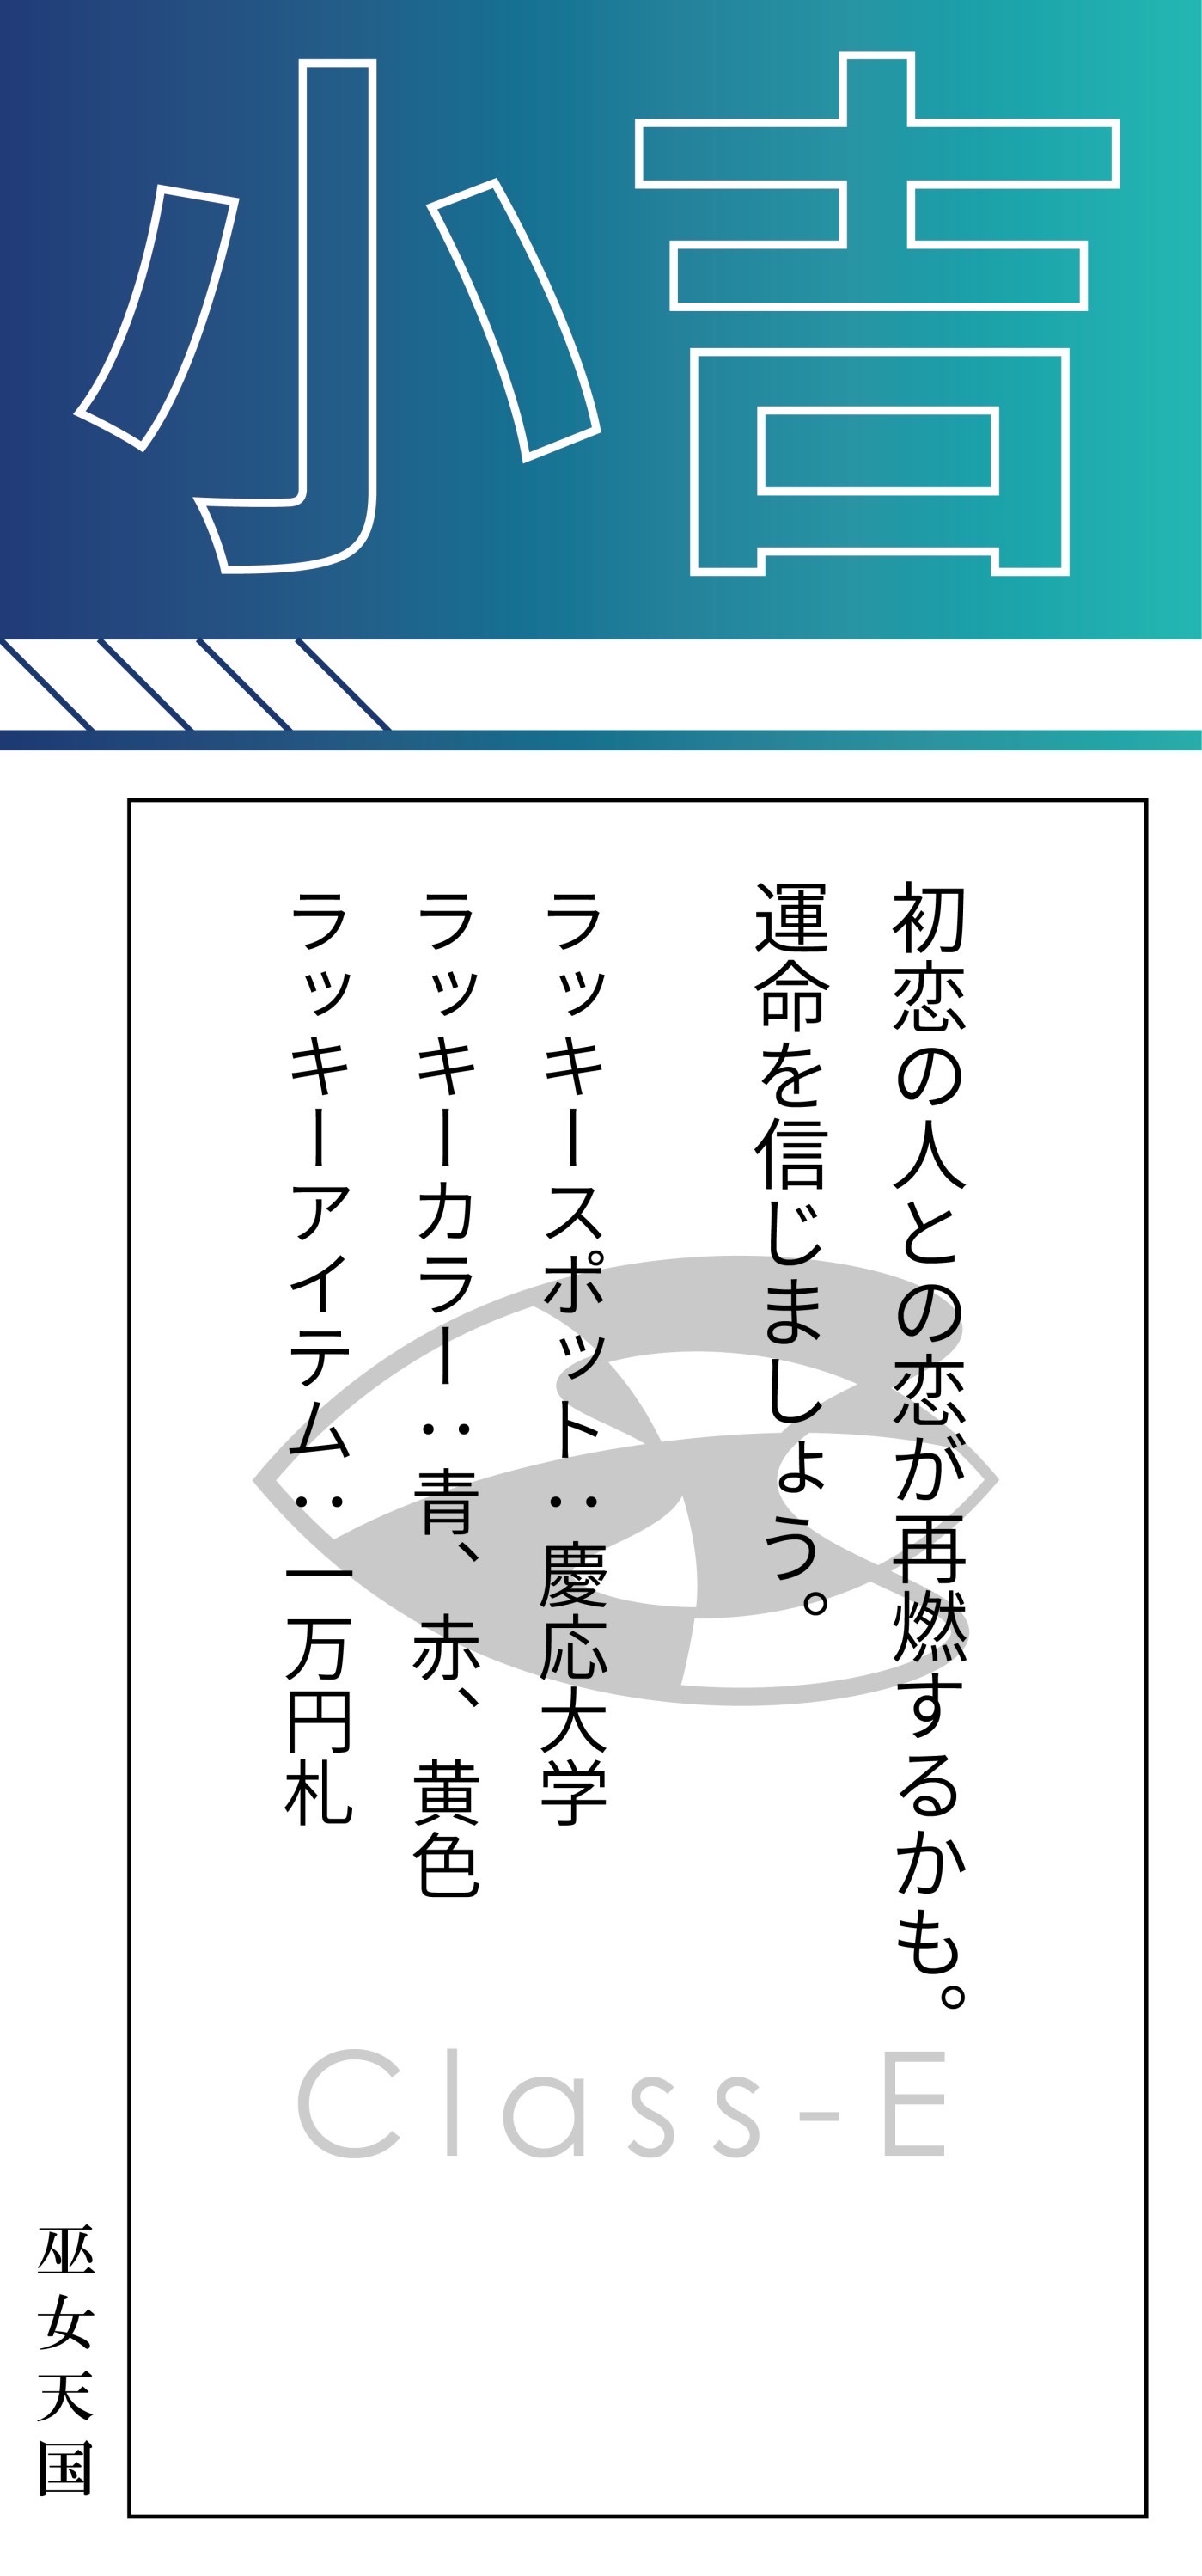 小吉
初恋の人との恋が再燃するかも。
運命を信じましょう。
ラッキースポット：慶応大学
ラッキーカラー：青、赤、黄色
ラッキーアイテム：一万円札
Class-E
巫女天国